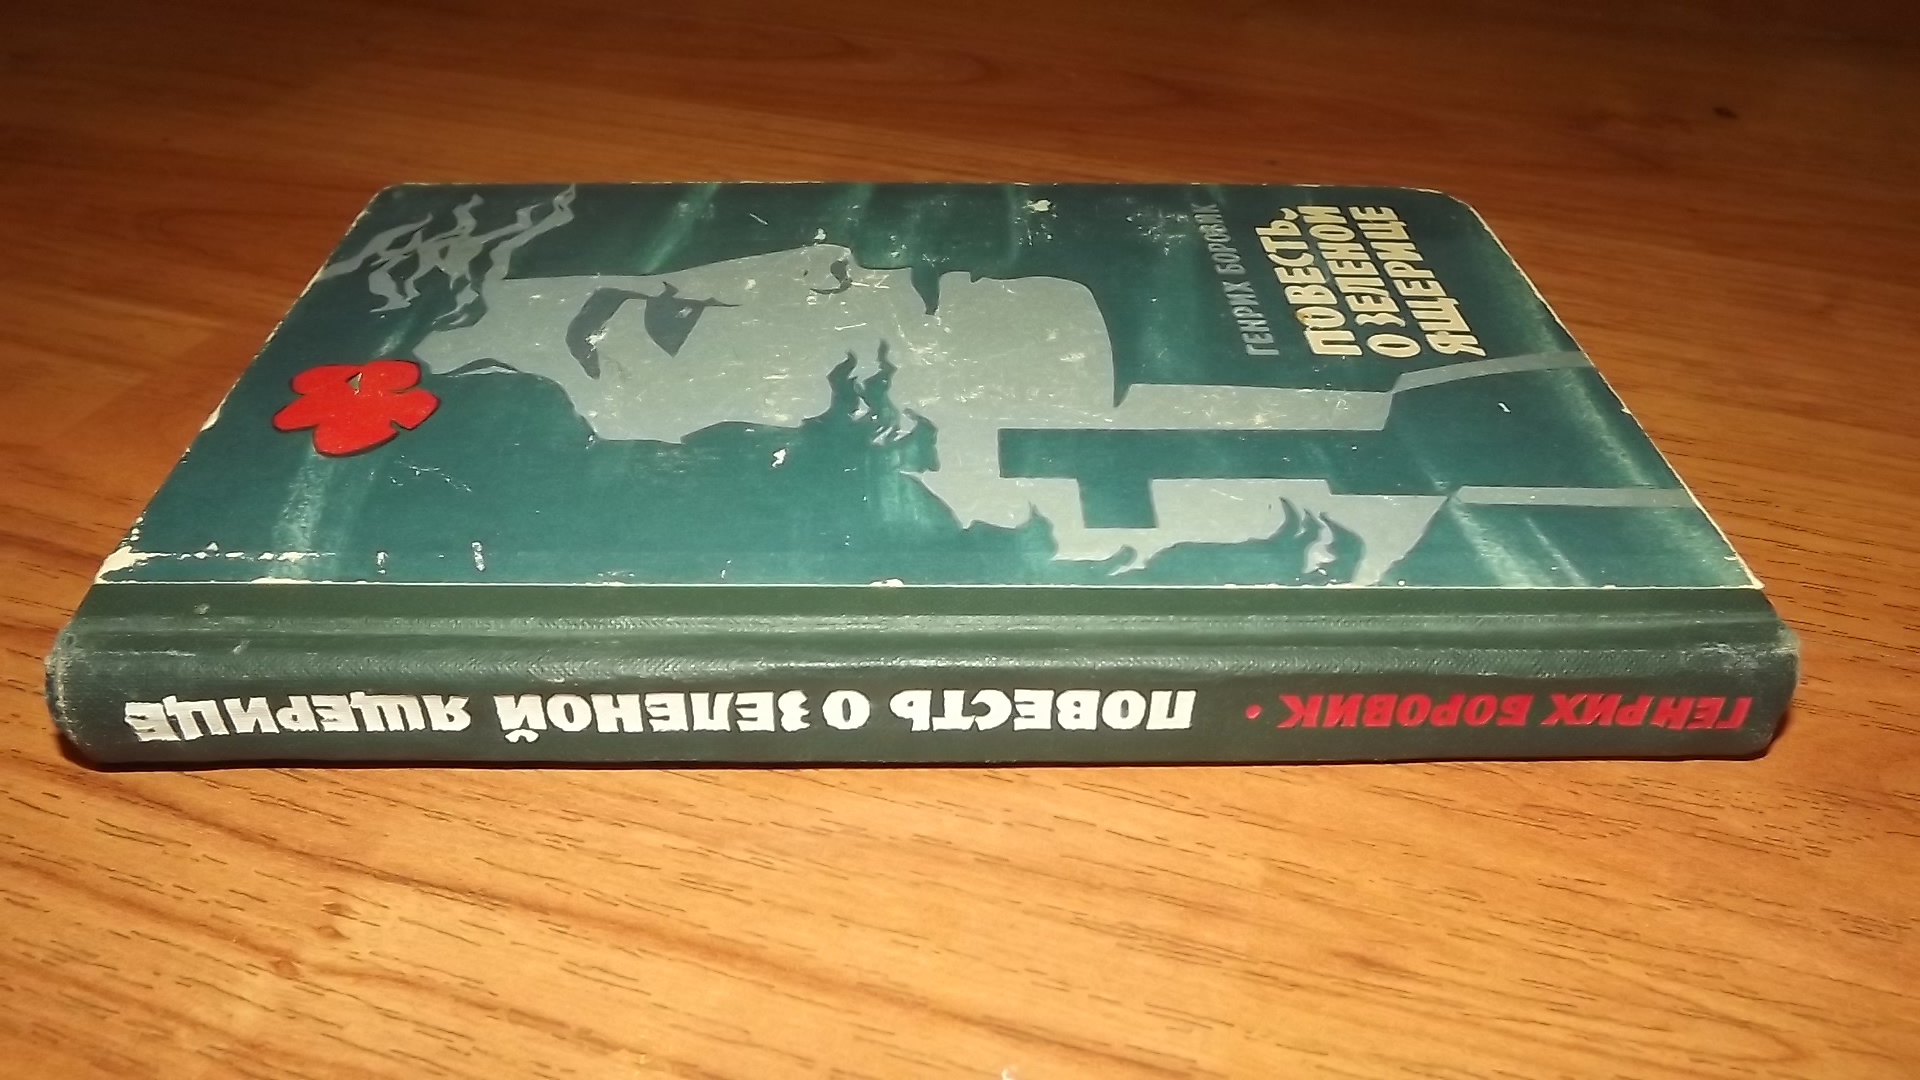 ГЕНРИХ БОРОВИК
ПОВЕСТЬ
О ЗЕЛЕНОЙ
ЯЩЕРИЦЕ
ГЕНРИХ БОРОВИК • ПОВЕСТЬ О ЗЕЛЕНОЙ ЯЩЕРИЦЕ